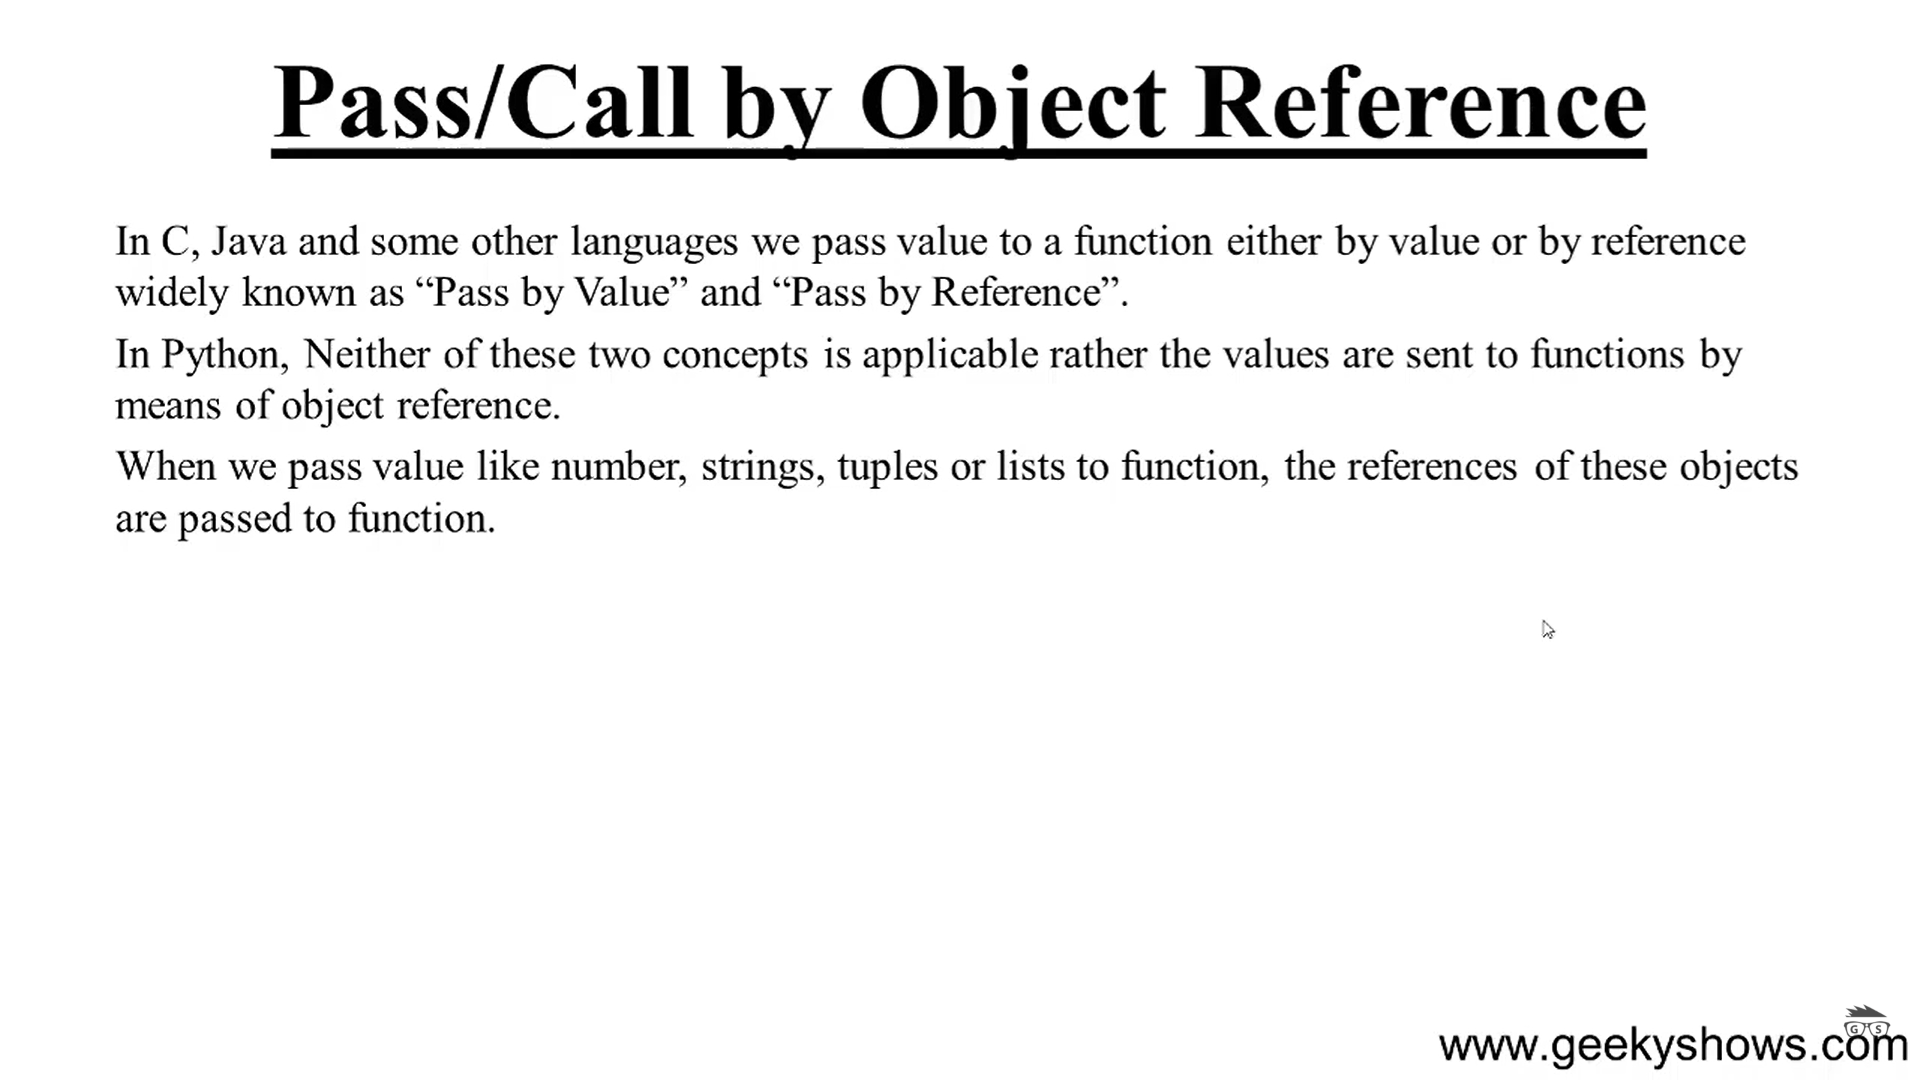 Pass/Call by Object Reference
In C, Java and some other languages we pass value to a function either by value or by reference
widely known as “Pass by Value” and “Pass by Reference”.
In Python, Neither of these two concepts is applicable rather the values are sent to functions by
means of object reference.
When we pass value like number, strings, tuples or lists to function, the references of these objects
are passed to function.
G S
www.geekyshows.com